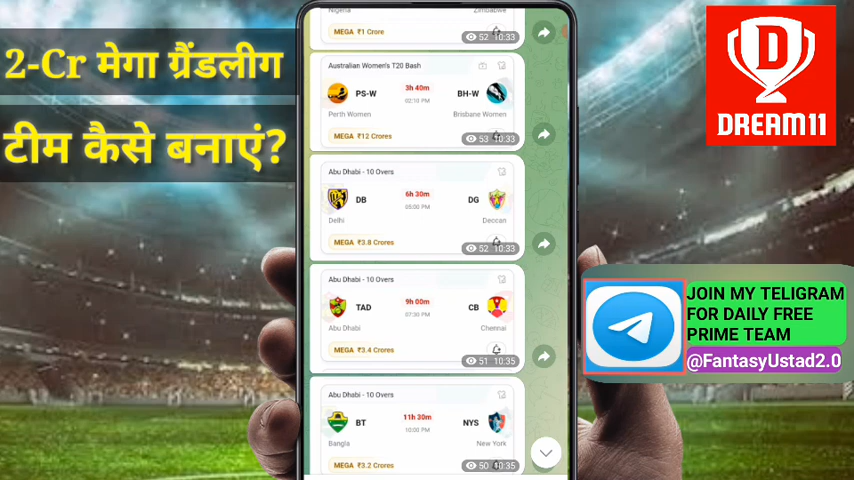 2-Cr मेगा ग्रैंडलीग
टीम कैसे बनाएं?
Nigeria
Zimbabwe
MEGA ₹1 Crore
52 10:33
Australian Women's T20 Bash
PS-W
3h 40m
02:10 PM
BH-W
Perth Women
Brisbane Women
MEGA ₹12 Crores
53 10:33
Abu Dhabi - 10 Overs
DB
6h 30m
05:00 PM
DG
Delhi
Deccan
MEGA ₹3.8 Crores
52 10:33
Abu Dhabi - 10 Overs
TAD
9h 00m
07:30 PM
CB
Abu Dhabi
Chennai
MEGA ₹3.4 Crores
51 10:35
Abu Dhabi - 10 Overs
BT
11h 30m
10:00 PM
NYS
Bangla
New York
MEGA ₹3.2 Crores
50 10:35
D
DREAM11
JOIN MY TELIGRAM
FOR DAILY FREE
PRIME TEAM
@FantasyUstad2.0